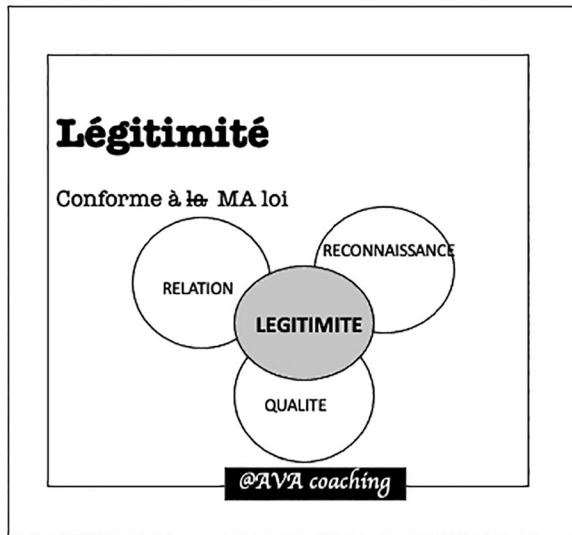 Légitimité
Conforme à la MA loi
RECONNAISSANCE
RELATION
LEGITIMITE
QUALITE
@AVA coaching